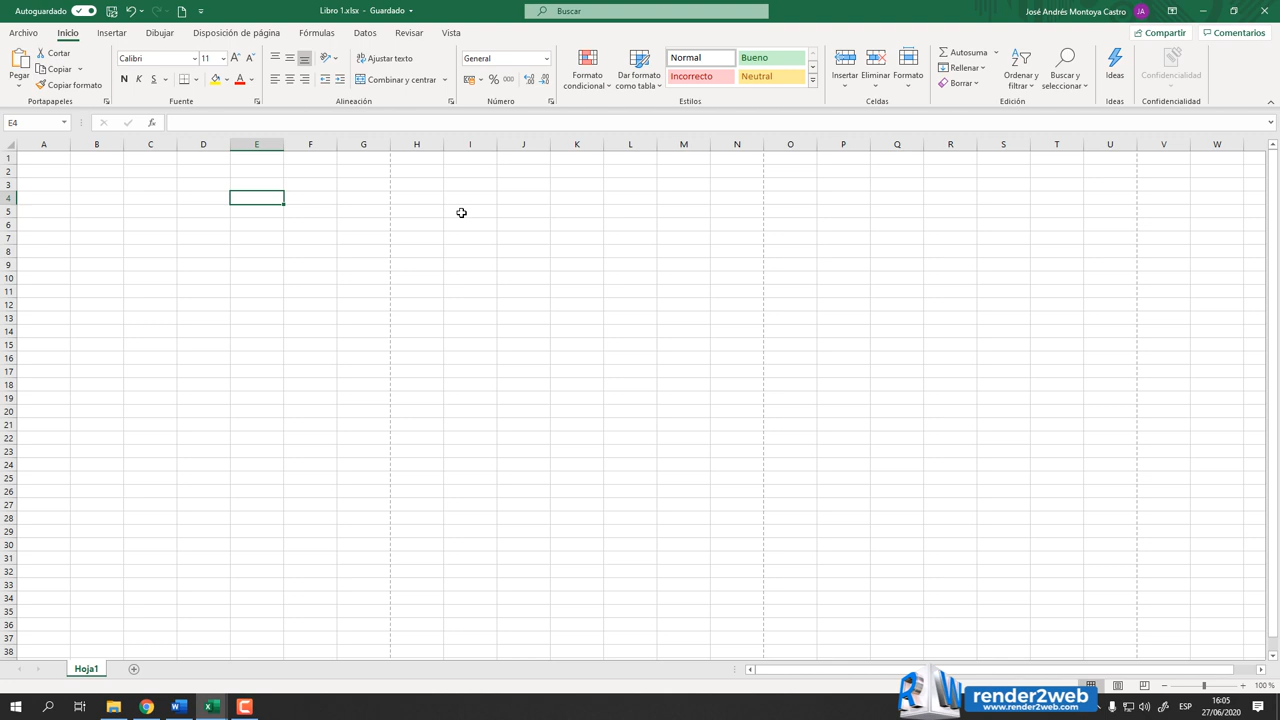 Autoguardado
Libro 1.xlsx - Guardado
Buscar
José Andrés Montoya Castro
JA
Archivo Inicio Insertar Dibujar Disposición de página Fórmulas Datos Revisar Vista
Compartir Comentarios
Pegar
Cortar
Copiar
Copiar formato
Portapapeles
Calibri 11
N K S
Fuente
Ajustar texto
Combinar y centrar
Alineación
General
% 000
Número
Formato condicional
Dar formato como tabla
Normal Bueno
Incorrecto Neutral
Estilos
Insertar Eliminar Formato
Celdas
Autosuma
Rellenar
Borrar
Ordenar y filtrar
Buscar y seleccionar
Edición
Ideas
Ideas
Confidencialidad
Confidencialidad
E4
fx
A B C D E F G H I J K L M N O P Q R S T U V W
1
2
3
4
5
6
7
8
9
10
11
12
13
14
15
16
17
18
19
20
21
22
23
24
25
26
27
28
29
30
31
32
33
34
35
36
37
38
Hoja1
100 %
RW
render2web
www.render2web.com
ESP
16:05
27/06/2020